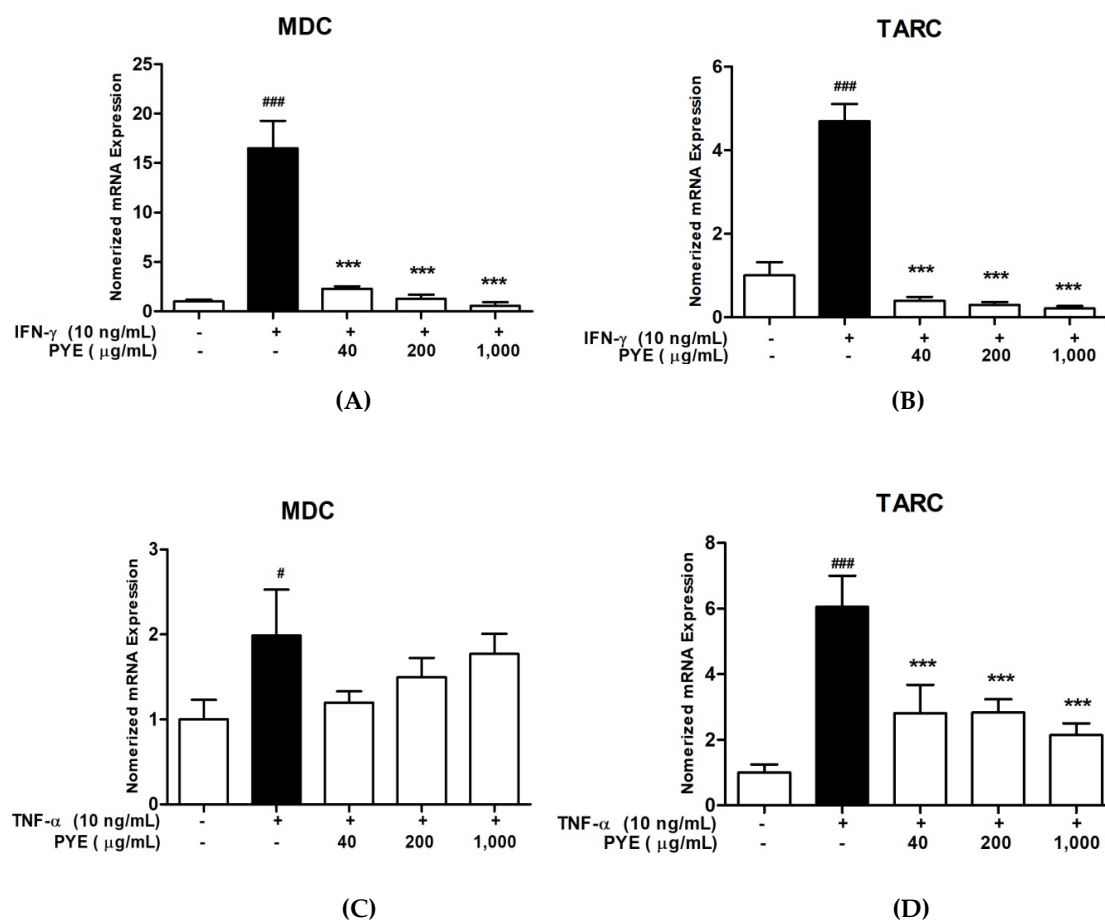 MDC
Nomerized mRNA Expression
25
20
15
10
5
0
###
***
***
***
IFN-γ (10 ng/mL) - + + + +
PYE ( μg/mL) - - 40 200 1,000
(A)
TARC
Nomerized mRNA Expression
6
4
2
0
###
***
***
***
IFN-γ (10 ng/mL) - + + + +
PYE ( μg/mL) - - 40 200 1,000
(B)
MDC
Nomerized mRNA Expression
3
2
1
0
#
TNF-α (10 ng/mL) - + + + +
PYE ( μg/mL) - - 40 200 1,000
(C)
TARC
Nomerized mRNA Expression
8
6
4
2
0
###
***
***
***
TNF-α (10 ng/mL) - + + + +
PYE ( μg/mL) - - 40 200 1,000
(D)